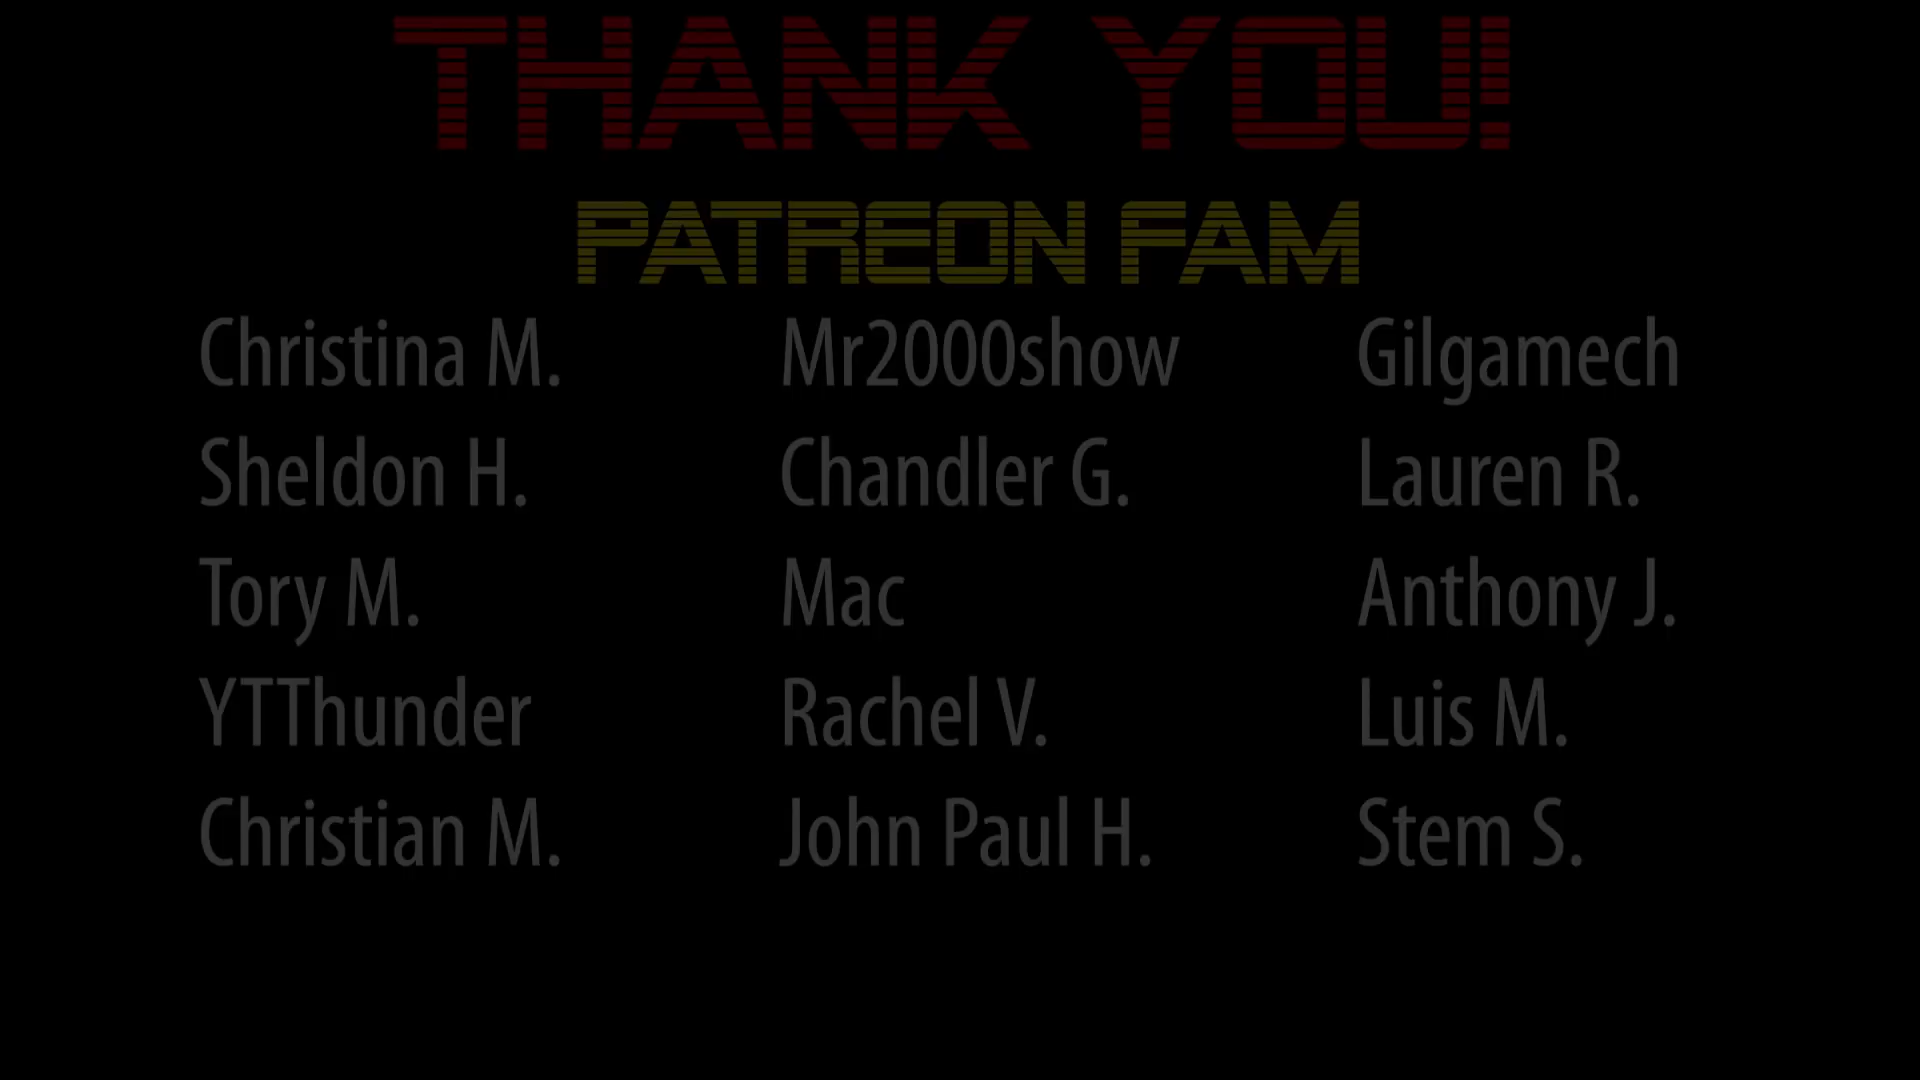 THANK YOU!
PATREON FAM
Christina M. Mr2000show Gilgamech
Sheldon H. Chandler G. Lauren R.
Tory M. Mac Anthony J.
YTThunder Rachel V. Luis M.
Christian M. John Paul H. Stem S.